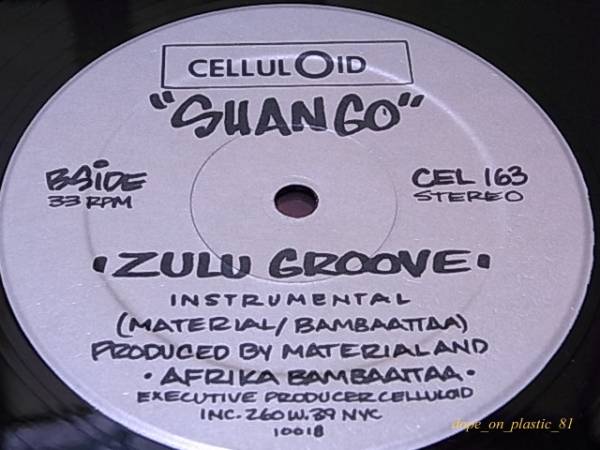 CELLULOID
"SHANGO"
BSIDE
33 RPM
CEL 163
STEREO
• ZULU GROOVE •
INSTRUMENTAL
(MATERIAL/BAMBAATTAA)
PRODUCED BY MATERIAL AND
• AFRIKA BAMBAATTAA •
EXECUTIVE PRODUCER CELLULOID
INC. 260 W. 39 NYC
10018
dope_on_plastic_81